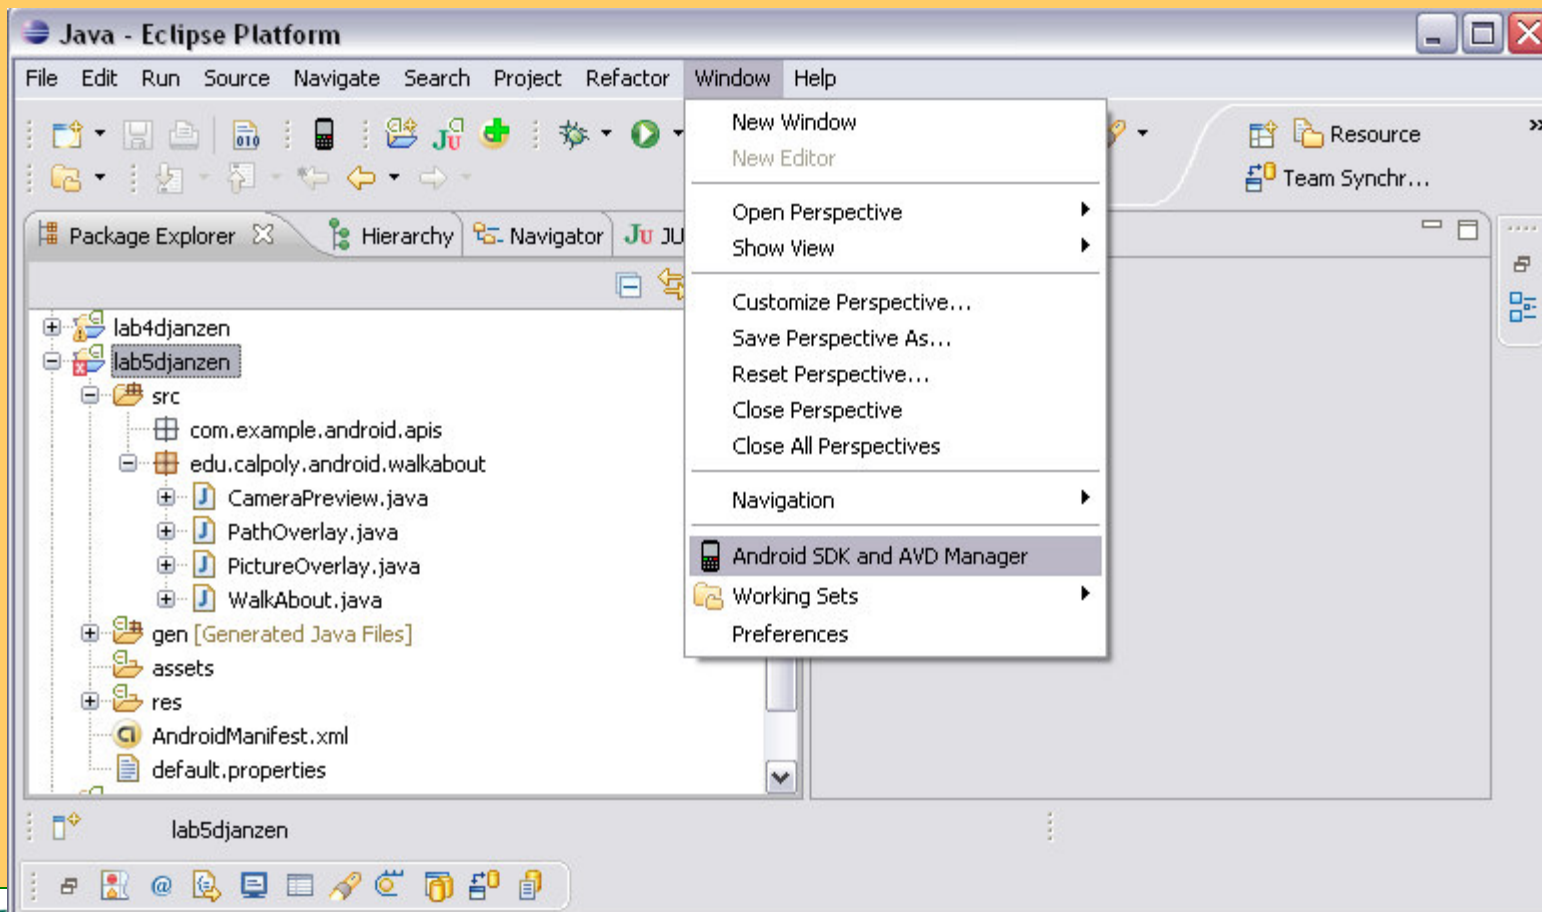 Java - Eclipse Platform
File Edit Run Source Navigate Search Project Refactor Window Help
010
Resource
Team Synchr...
Package Explorer
Hierarchy
Navigator
JU
New Window
New Editor
Open Perspective
Show View
Customize Perspective...
Save Perspective As...
Reset Perspective...
Close Perspective
Close All Perspectives
Navigation
Android SDK and AVD Manager
Working Sets
Preferences
lab4djanzen
lab5djanzen
src
com.example.android.apis
edu.calpoly.android.walkabout
CameraPreview.java
PathOverlay.java
PictureOverlay.java
WalkAbout.java
gen [Generated Java Files]
assets
res
AndroidManifest.xml
default.properties
lab5djanzen